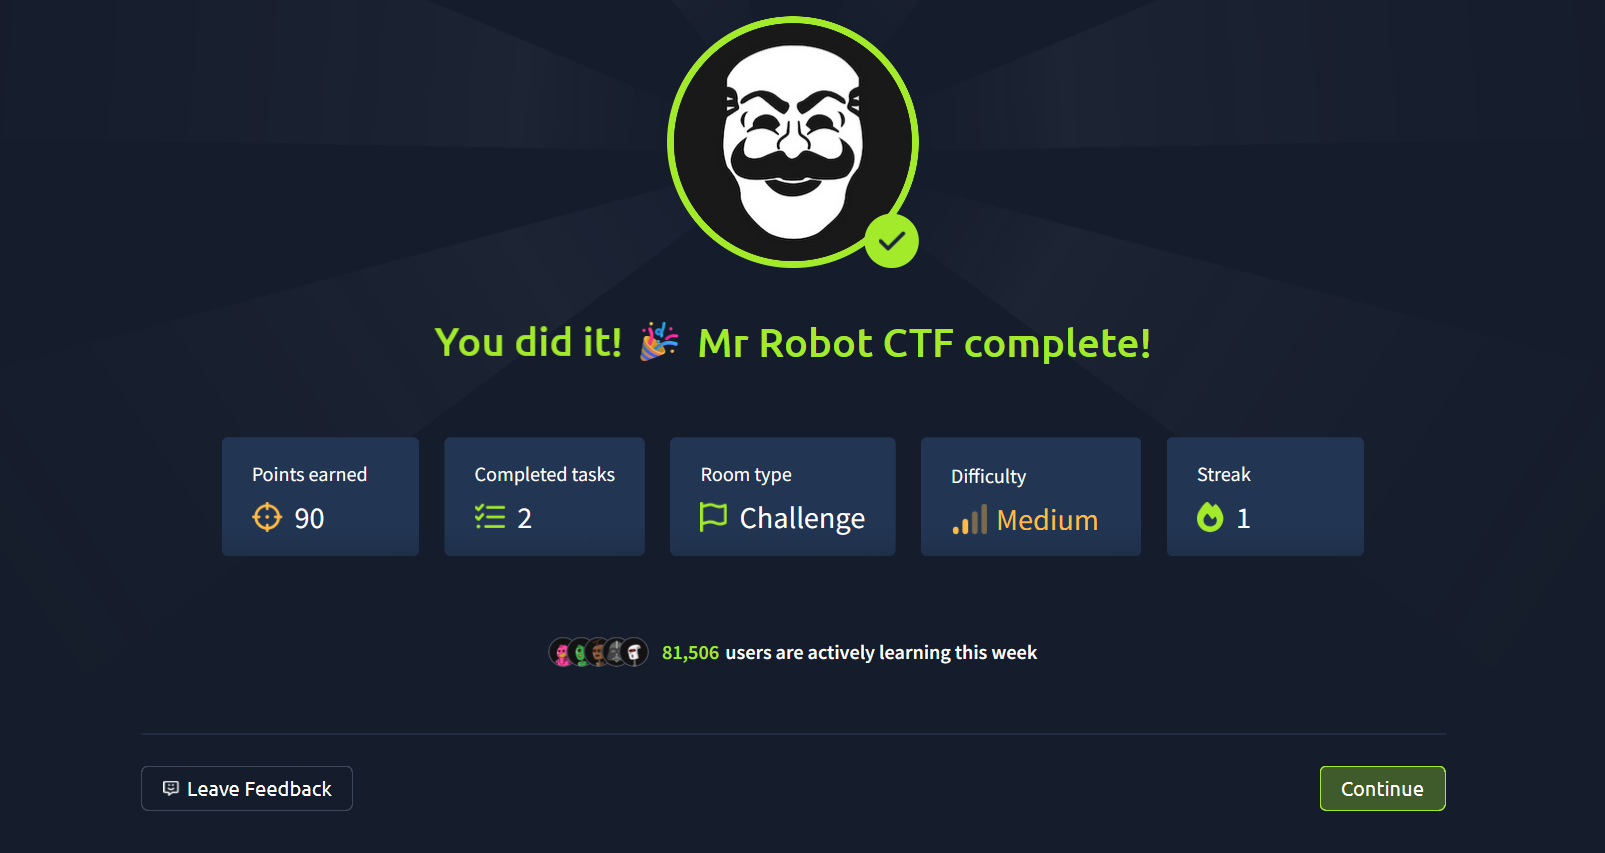 You did it! 🎉 Mr Robot CTF complete!
Points earned
90
Completed tasks
2
Room type
Challenge
Difficulty
Medium
Streak
1
81,506 users are actively learning this week
Leave Feedback
Continue